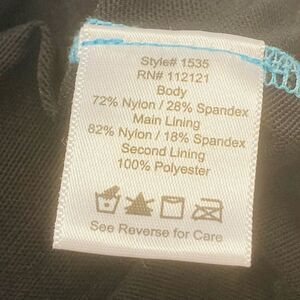 Style# 1535
RN# 112121
Body
72% Nylon / 28% Spandex
Main Lining
82% Nylon / 18% Spandex
Second Lining
100% Polyester
See Reverse for Care